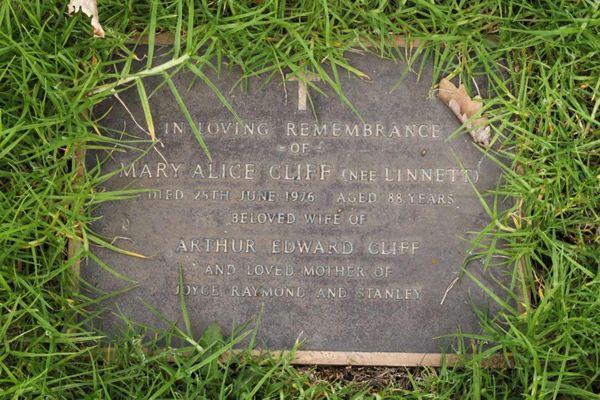 IN LOVING REMEMBRANCE
- OF -
MARY ALICE CLIFF (NEE LINNETT)
DIED 25TH JUNE 1976 AGED 88 YEARS
BELOVED WIFE OF
ARTHUR EDWARD CLIFF
AND LOVED MOTHER OF
JOYCE, RAYMOND AND STANLEY